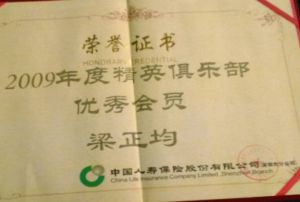 荣誉证书
HONORARY CREDENTIAL
2009年度精英俱乐部
优秀会员
梁正均
中国人寿保险股份有限公司
China Life Insurance Company Limited, Shenzhen Branch